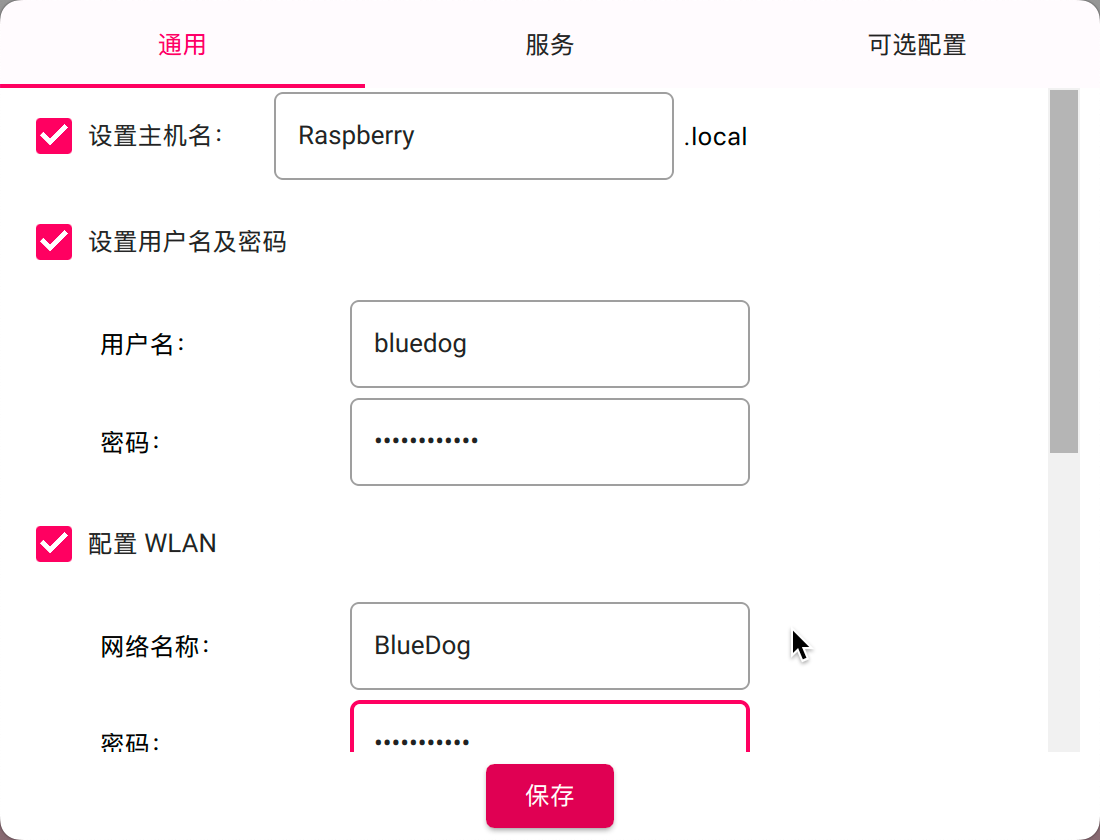 通用 服务 可选配置
设置主机名： Raspberry .local
设置用户名及密码
用户名： bluedog
密码： ••••••••••••
配置 WLAN
网络名称： BlueDog
密码： •••••••••••
保存